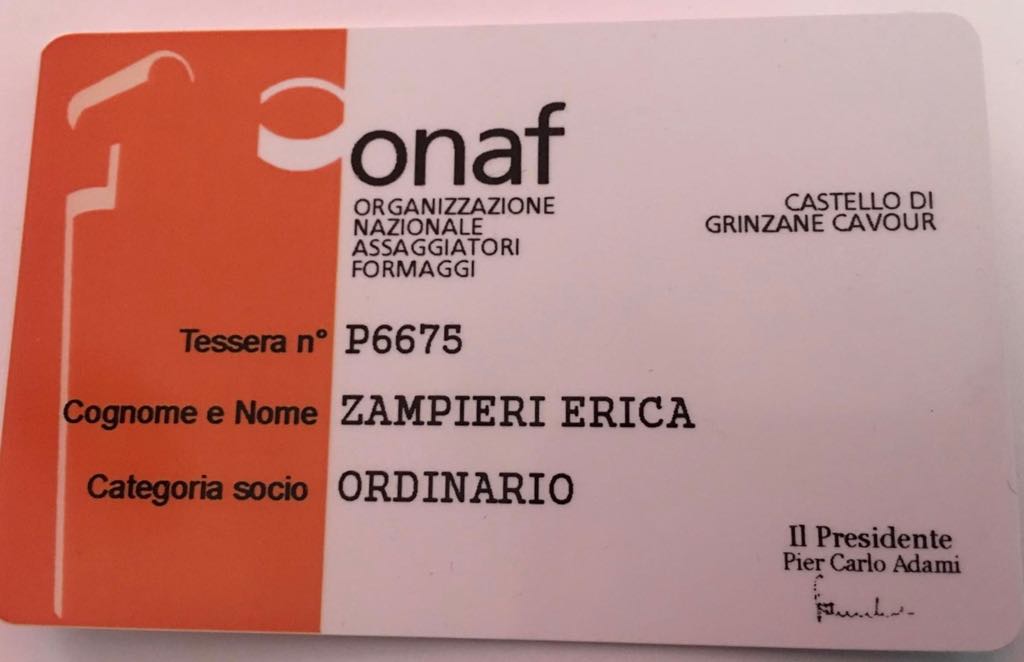 onaf
ORGANIZZAZIONE
NAZIONALE
ASSAGGIATORI
FORMAGGI
CASTELLO DI
GRINZANE CAVOUR
Tessera n° P6675
Cognome e Nome ZAMPIERI ERICA
Categoria socio ORDINARIO
Il Presidente
Pier Carlo Adami